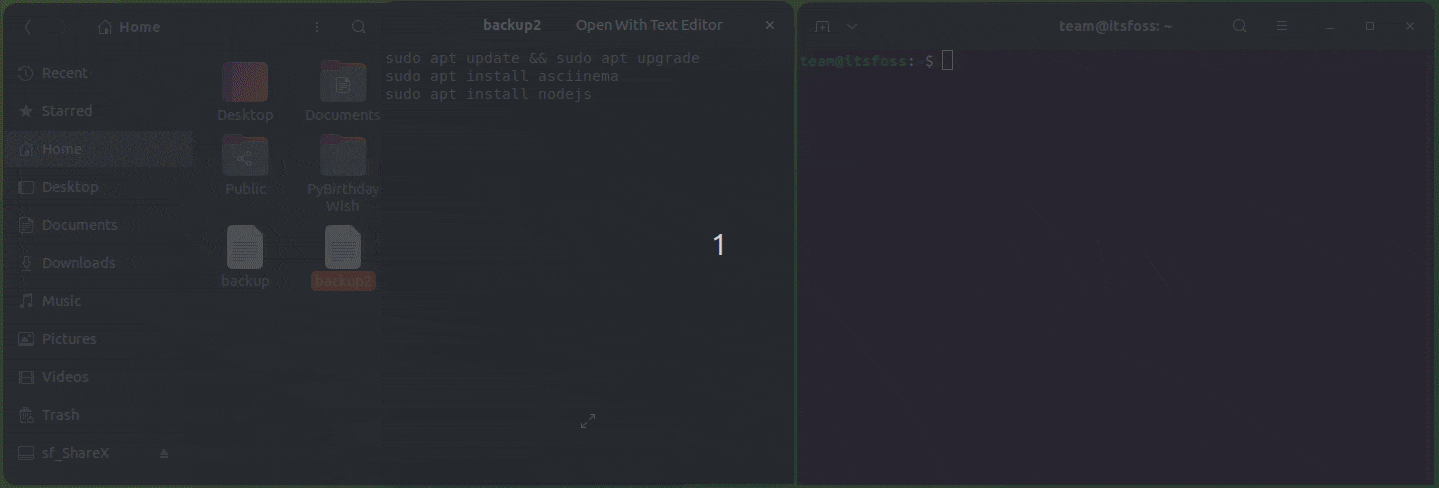 Home
Recent
Starred
Home
Desktop
Documents
Downloads
Music
Pictures
Videos
Trash
sf_ShareX
Desktop
Documents
Public
PyBirthday
Wish
backup
backup2
backup2 Open With Text Editor
sudo apt update && sudo apt upgrade
sudo apt install asciinema
sudo apt install nodejs
1
team@itsfoss: ~
team@itsfoss:~$